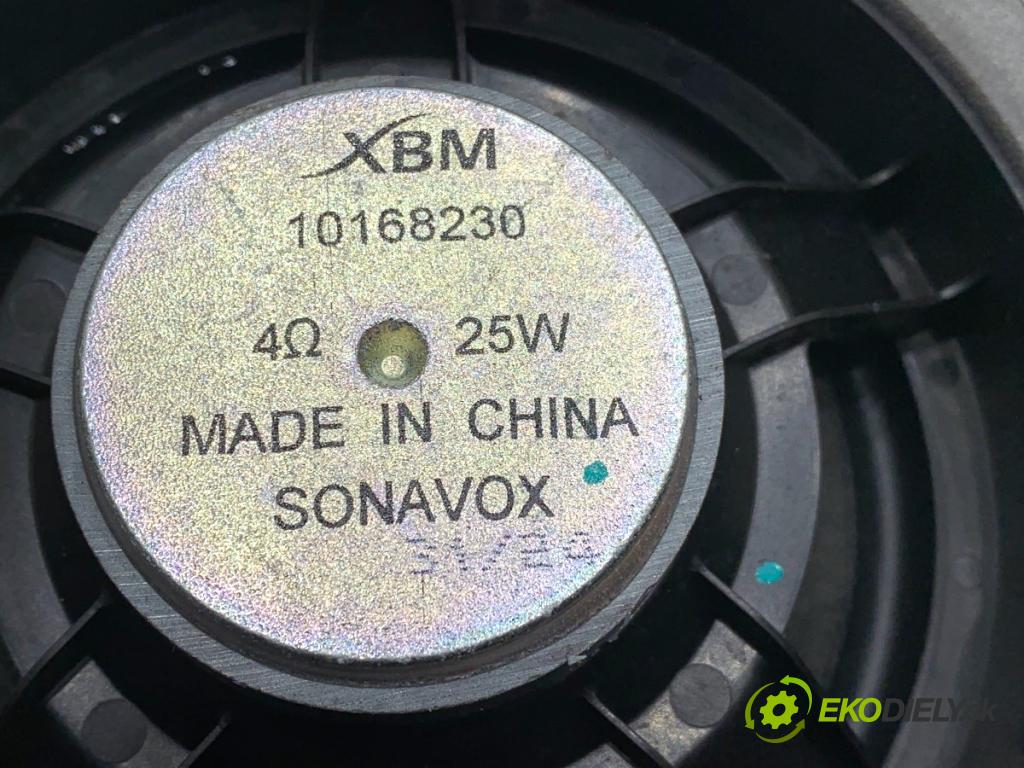 XBM
10168230
4Ω 25W
MADE IN CHINA
SONAVOX
EKODIELY.sk